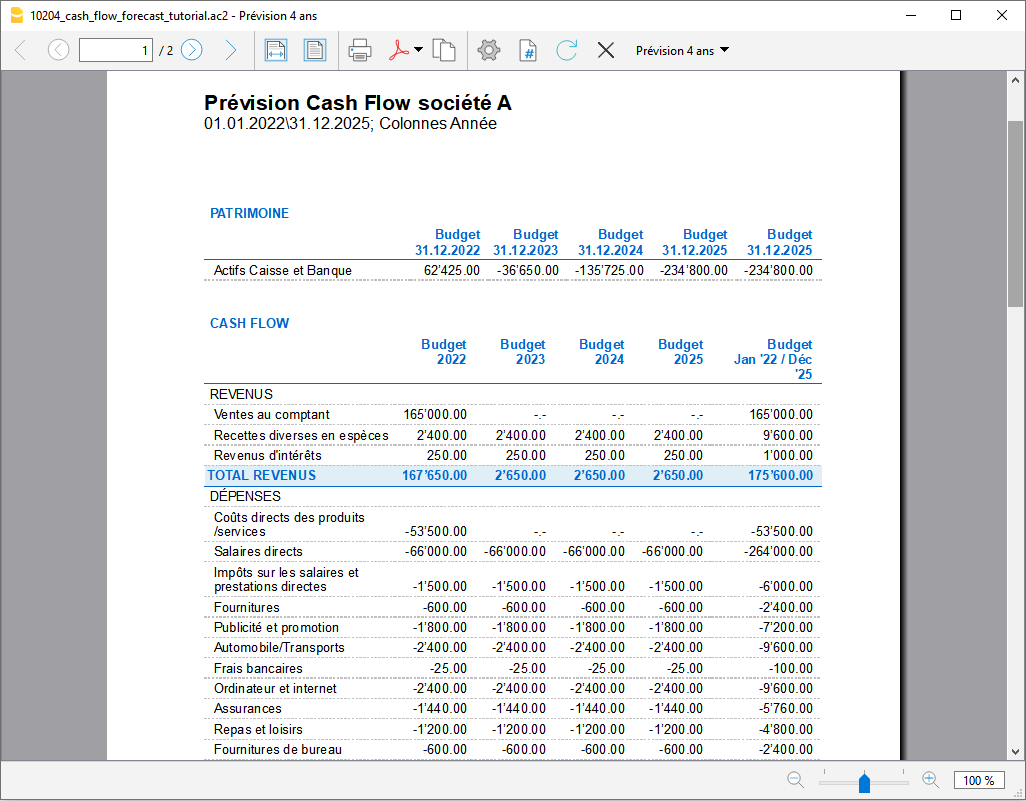 10204_cash_flow_forecast_tutorial.ac2 - Prévision 4 ans
1 / 2 # Prévision 4 ans
Prévision Cash Flow société A
01.01.2022\31.12.2025; Colonnes Année
PATRIMOINE
Budget Budget Budget Budget Budget
31.12.2022 31.12.2023 31.12.2024 31.12.2025 31.12.2025
Actifs Caisse et Banque 62'425.00 -36'650.00 -135'725.00 -234'800.00 -234'800.00
CASH FLOW
Budget Budget Budget Budget Budget
2022 2023 2024 2025 Jan '22 / Déc
'25
REVENUS
Ventes au comptant 165'000.00 -.- -.- -.- 165'000.00
Recettes diverses en espèces 2'400.00 2'400.00 2'400.00 2'400.00 9'600.00
Revenus d'intérêts 250.00 250.00 250.00 250.00 1'000.00
TOTAL REVENUS 167'650.00 2'650.00 2'650.00 2'650.00 175'600.00
DÉPENSES
Coûts directs des produits
/services -53'500.00 -.- -.- -.- -53'500.00
Salaires directs -66'000.00 -66'000.00 -66'000.00 -66'000.00 -264'000.00
Impôts sur les salaires et
prestations directes -1'500.00 -1'500.00 -1'500.00 -1'500.00 -6'000.00
Fournitures -600.00 -600.00 -600.00 -600.00 -2'400.00
Publicité et promotion -1'800.00 -1'800.00 -1'800.00 -1'800.00 -7'200.00
Automobile/Transports -2'400.00 -2'400.00 -2'400.00 -2'400.00 -9'600.00
Frais bancaires -25.00 -25.00 -25.00 -25.00 -100.00
Ordinateur et internet -2'400.00 -2'400.00 -2'400.00 -2'400.00 -9'600.00
Assurances -1'440.00 -1'440.00 -1'440.00 -1'440.00 -5'760.00
Repas et loisirs -1'200.00 -1'200.00 -1'200.00 -1'200.00 -4'800.00
Fournitures de bureau -600.00 -600.00 -600.00 -600.00 -2'400.00
100 %